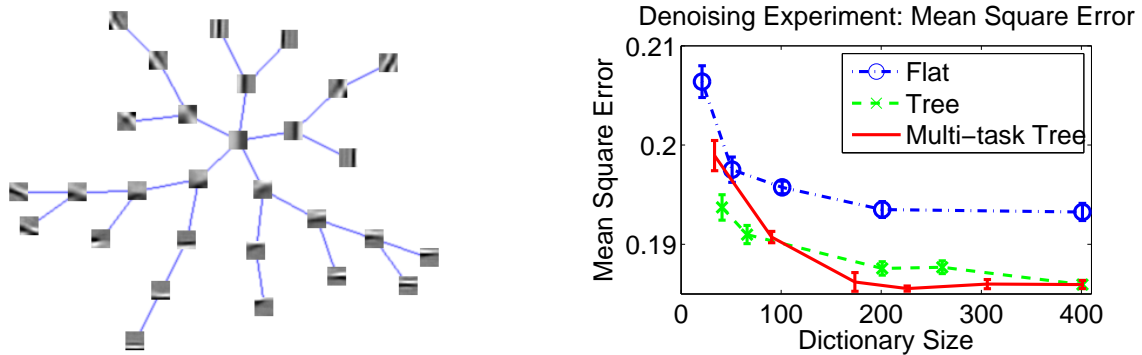 Denoising Experiment: Mean Square Error
0.21
0.2
0.19
Mean Square Error
Flat
Tree
Multi−task Tree
0 100 200 300 400
Dictionary Size